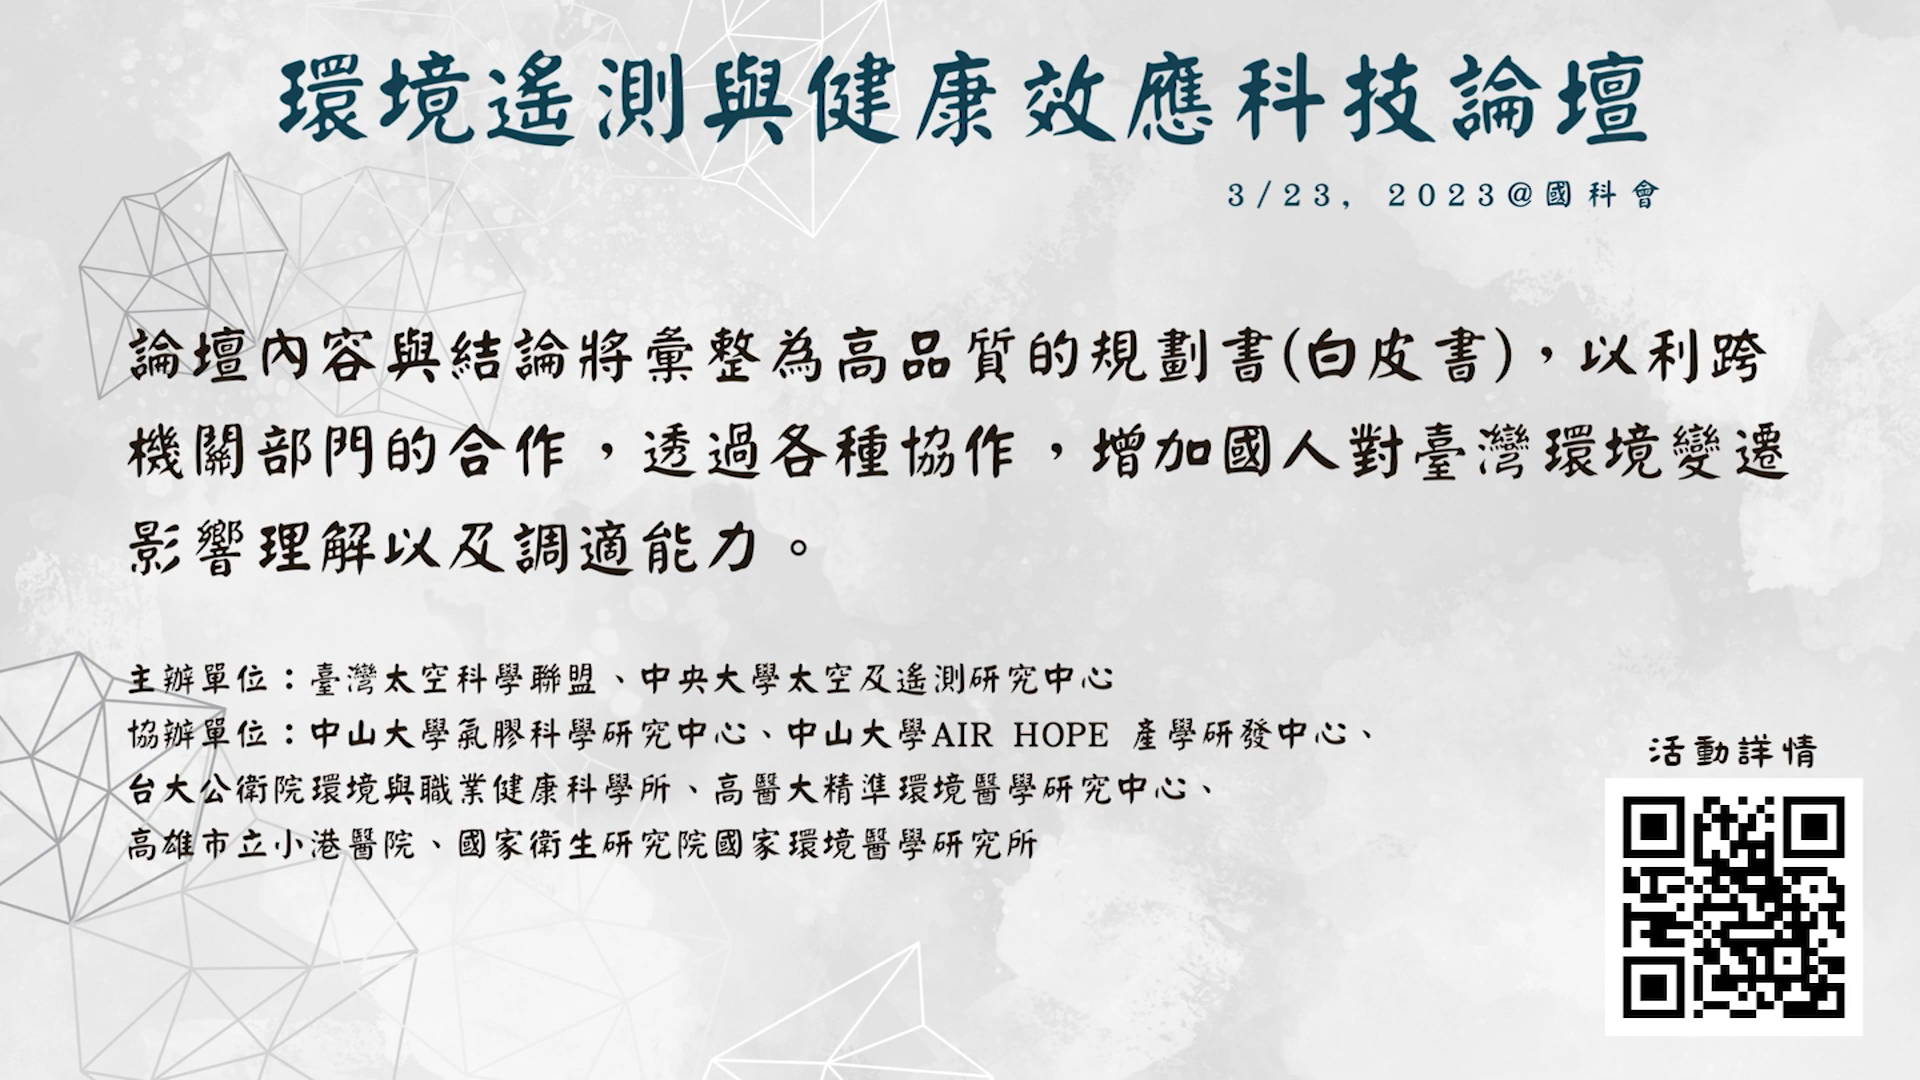 環境遙測與健康效應科技論壇
3/23, 2023@國科會
論壇內容與結論將彙整為高品質的規劃書(白皮書)，以利跨
機關部門的合作，透過各種協作，增加國人對臺灣環境變遷
影響理解以及調適能力。
主辦單位：臺灣太空科學聯盟、中央大學太空及遙測研究中心
協辦單位：中山大學氣膠科學研究中心、中山大學AIR HOPE 產學研發中心、
台大公衛院環境與職業健康科學所、高醫大精準環境醫學研究中心、
高雄市立小港醫院、國家衛生研究院國家環境醫學研究所
活動詳情